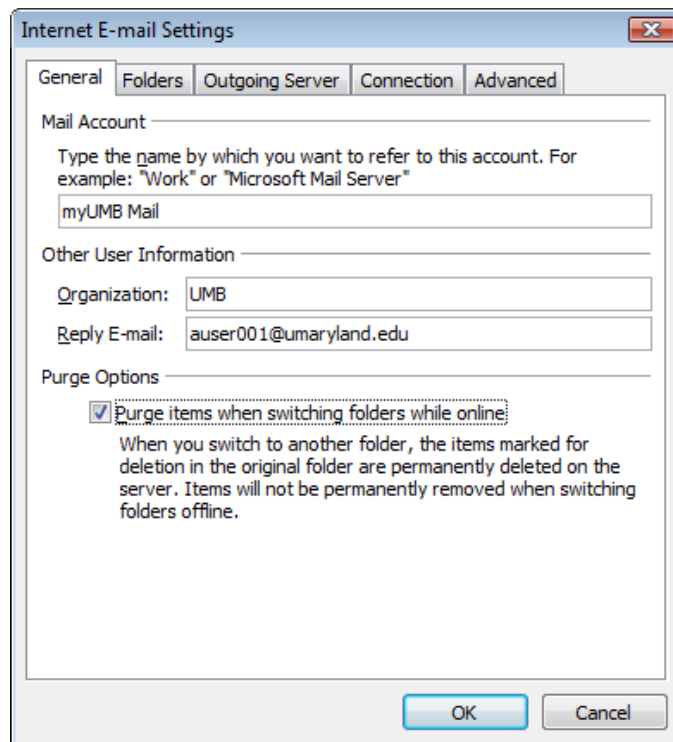 Internet E-mail Settings
General Folders Outgoing Server Connection Advanced
Mail Account
Type the name by which you want to refer to this account. For
example: "Work" or "Microsoft Mail Server"
myUMB Mail
Other User Information
Organization: UMB
Reply E-mail: auser001@umaryland.edu
Purge Options
Purge items when switching folders while online
When you switch to another folder, the items marked for
deletion in the original folder are permanently deleted on the
server. Items will not be permanently removed when switching
folders offline.
OK Cancel